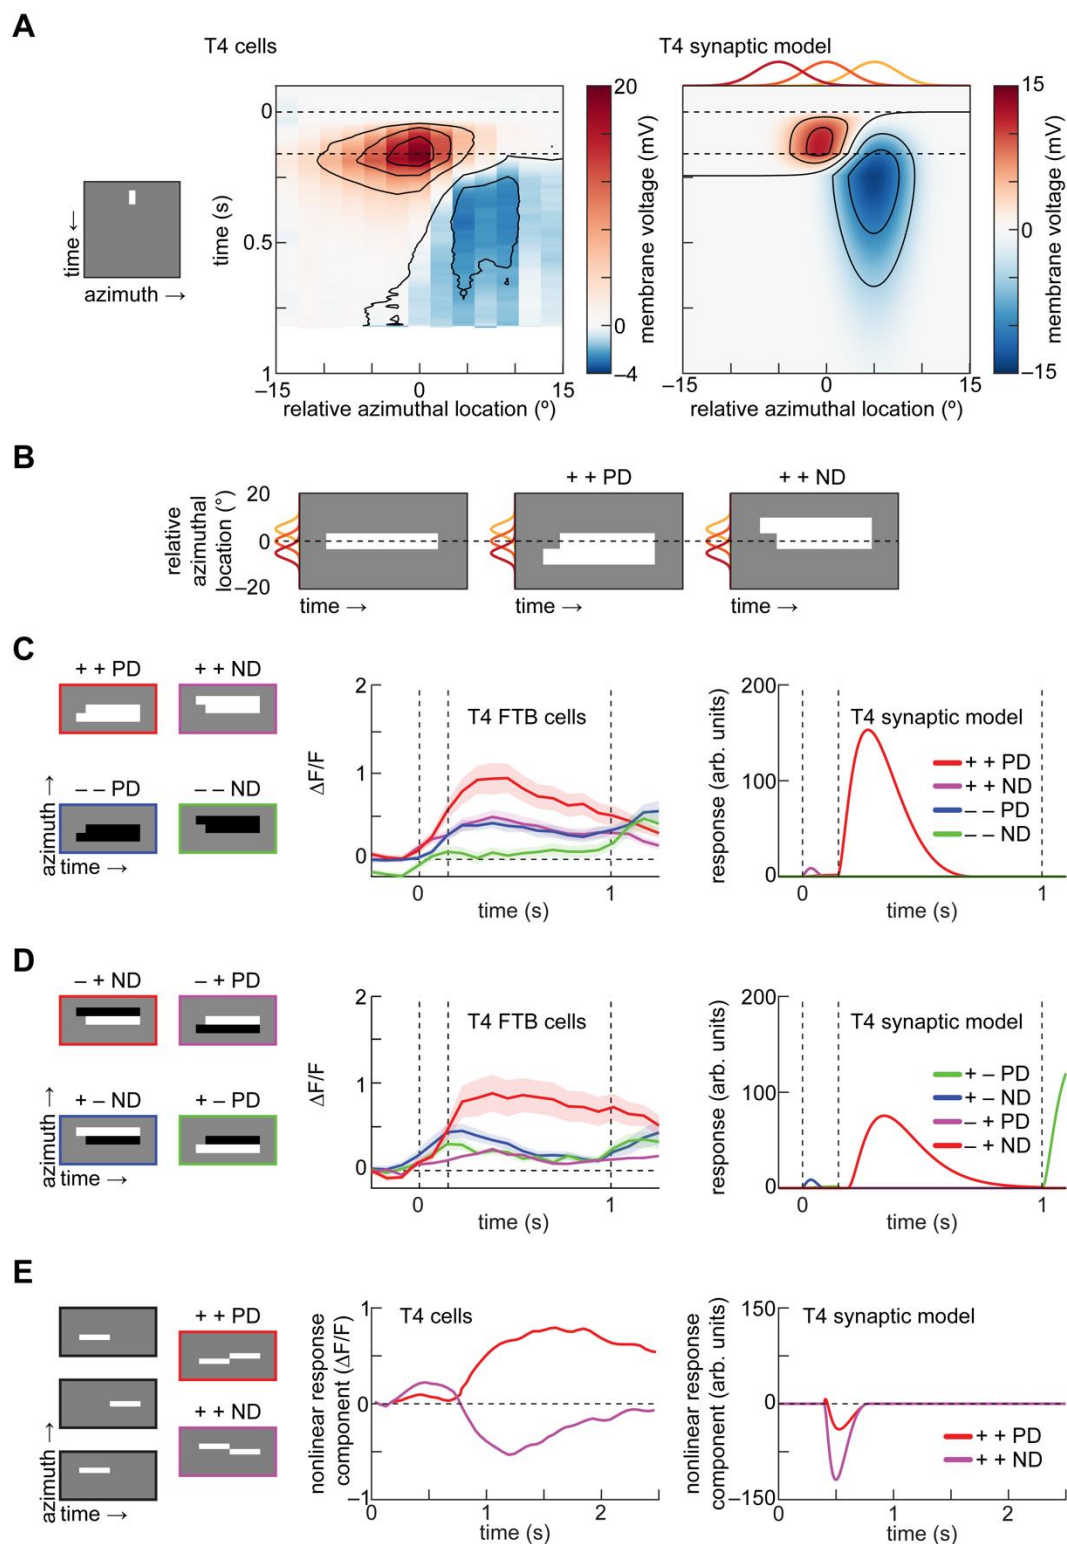 A
T4 cells
T4 synaptic model
time ←
azimuth →
time (s)
0
0.5
1
–15
0
15
relative azimuthal location (º)
20
0
–4
membrane voltage (mV)
–15
0
15
relative azimuthal location (º)
15
0
–15
membrane voltage (mV)
B
+ + PD
+ + ND
relative azimuthal location (°)
20
0
–20
time →
time →
time →
C
+ + PD
+ + ND
– – PD
– – ND
azimuth →
time →
T4 FTB cells
ΔF/F
2
1
0
0
1
time (s)
T4 synaptic model
response (arb. units)
200
100
0
0
1
time (s)
+ + PD
+ + ND
– – PD
– – ND
D
– + ND
– + PD
+ – ND
+ – PD
azimuth →
time →
T4 FTB cells
ΔF/F
2
1
0
0
1
time (s)
T4 synaptic model
response (arb. units)
200
100
0
0
1
time (s)
+ – PD
+ – ND
– + PD
– + ND
E
+ + PD
+ + ND
azimuth →
time →
T4 cells
nonlinear response component (ΔF/F)
1
0
–1
0
1
2
time (s)
T4 synaptic model
nonlinear response component (arb. units)
150
0
–150
0
1
2
time (s)
+ + PD
+ + ND